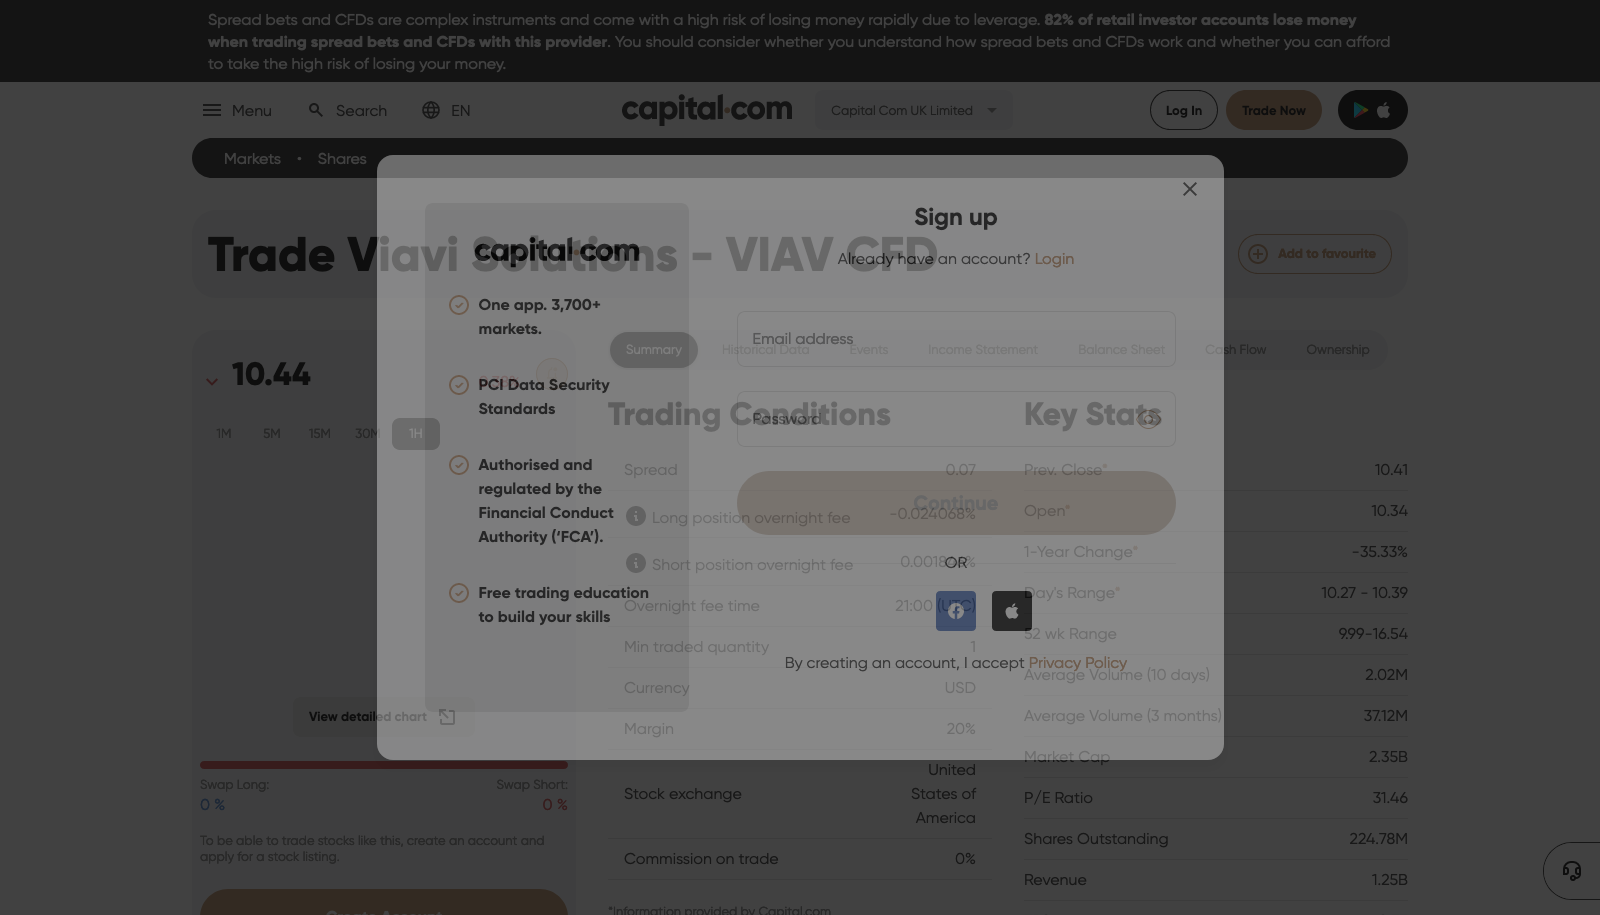 Spread bets and CFDs are complex instruments and come with a high risk of losing money rapidly due to leverage. 82% of retail investor accounts lose money
when trading spread bets and CFDs with this provider. You should consider whether you understand how spread bets and CFDs work and whether you can afford
to take the high risk of losing your money.
Menu Search EN capital.com Capital Com UK Limited Log In Trade Now
Markets • Shares
Trade Viavi Solutions - VIAV CFD
Add to favourite
10.44
1M 5M 15M 30M 1H
View detailed chart
Swap Long: Swap Short:
0 % 0 %
To be able to trade stocks like this, create an account and
apply for a stock listing.
Create Account
Summary Historical Data Events Income Statement Balance Sheet Cash Flow Ownership
Trading Conditions
Spread 0.07
Long position overnight fee -0.024068%
Short position overnight fee
Overnight fee time 21:00 (UTC)
Min traded quantity 1
Currency USD
Margin 20%
Stock exchange United
States of
America
Commission on trade 0%
*Information provided by Capital.com
Key Stats
Prev. Close* 10.41
Open* 10.34
1-Year Change* -35.33%
Day's Range* 10.27 - 10.39
52 wk Range 9.99-16.54
Average Volume (10 days) 2.02M
Average Volume (3 months) 37.12M
Market Cap 2.35B
P/E Ratio 31.46
Shares Outstanding 224.78M
Revenue 1.25B
capital.com
One app. 3,700+
markets.
PCI Data Security
Standards
Authorised and
regulated by the
Financial Conduct
Authority (‘FCA’).
Free trading education
to build your skills
Sign up
Already have an account? Login
Email address
Password
Continue
OR
By creating an account, I accept Privacy Policy